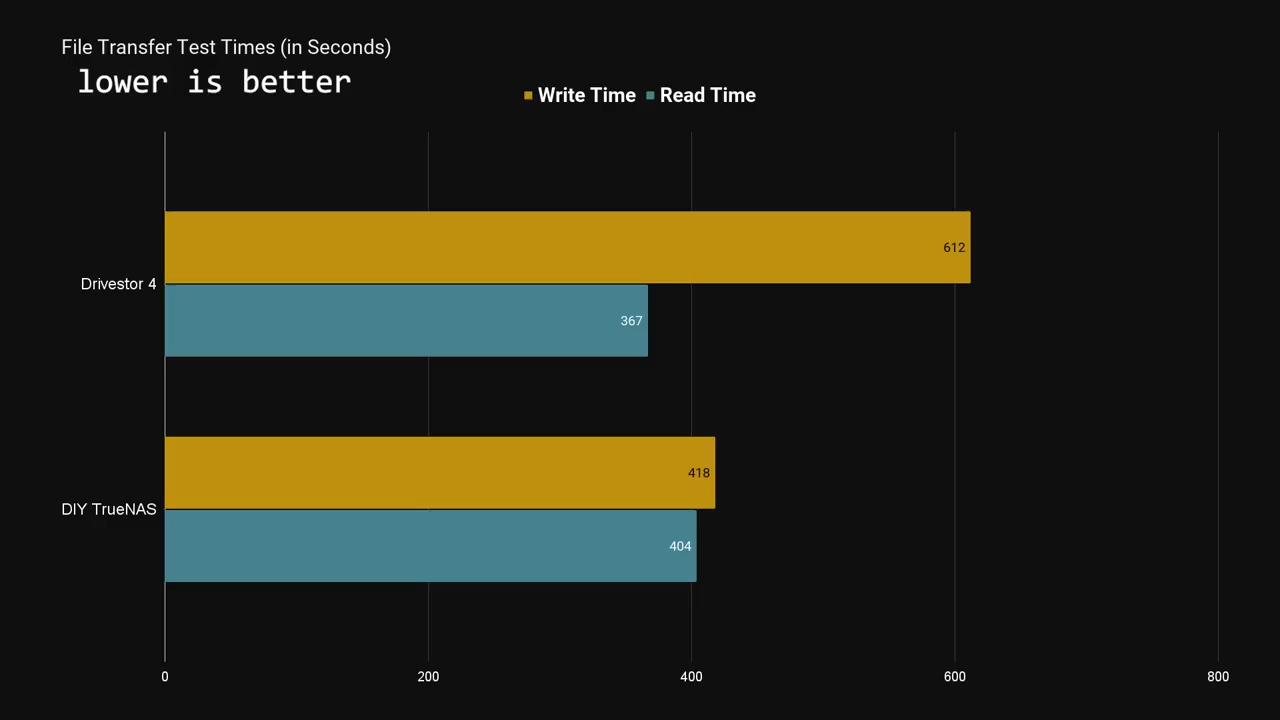 File Transfer Test Times (in Seconds)
lower is better
Write Time Read Time
Drivestor 4
612
367
DIY TrueNAS
418
404
0 200 400 600 800